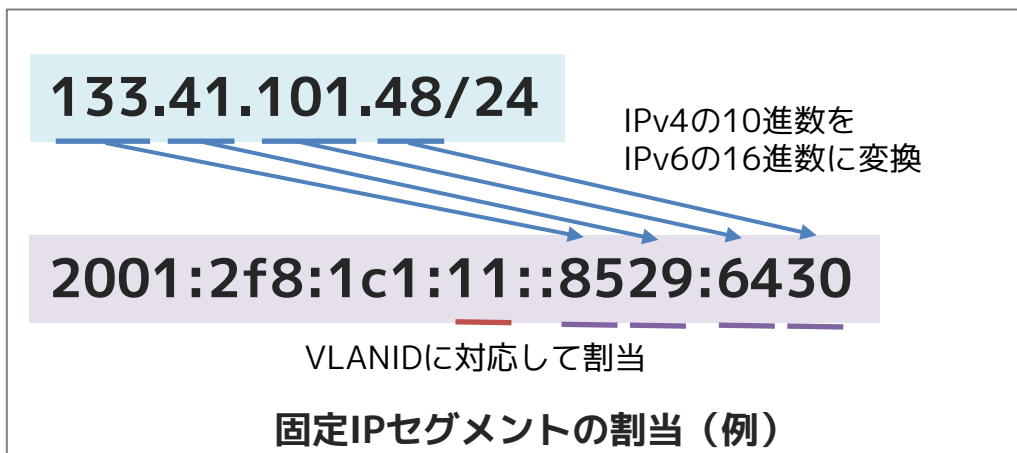 133.41.101.48/24
IPv4の10進数を
IPv6の16進数に変換
2001:2f8:1c1:11::8529:6430
VLANIDに対応して割当
固定IPセグメントの割当（例）